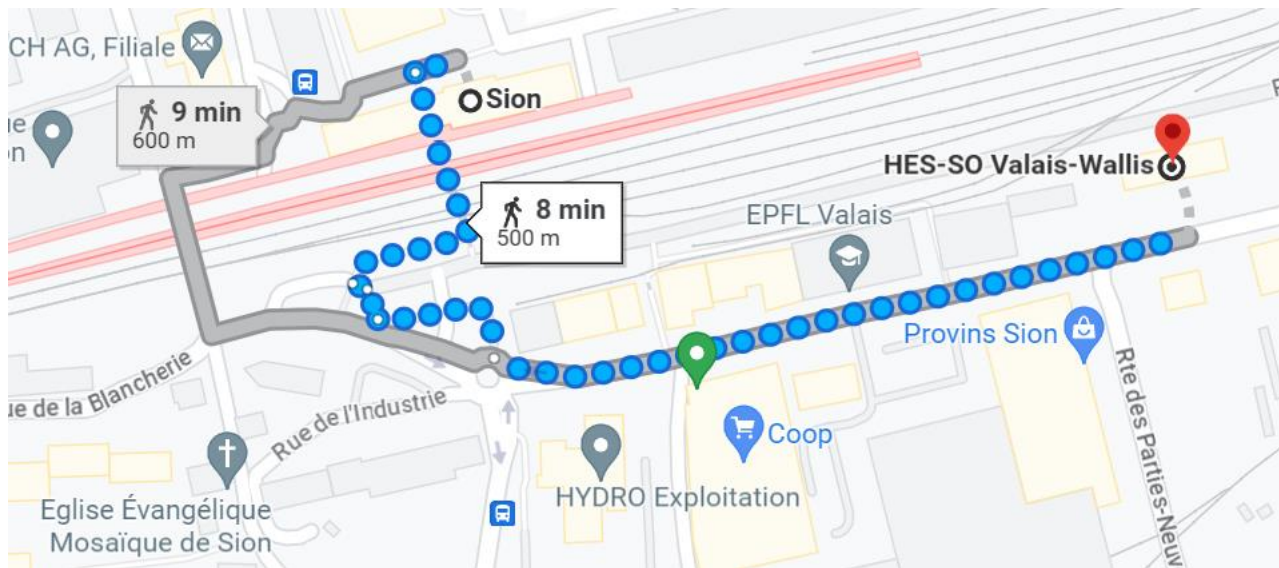 CH AG, Filiale
9 min
600 m
Sion
HES-SO Valais-Wallis
8 min
500 m
EPFL Valais
Provins Sion
ue de la Blancherie
Rue de l'Industrie
Rte des Parties-Neuv
Coop
HYDRO Exploitation
Eglise Évangélique
Mosaïque de Sion